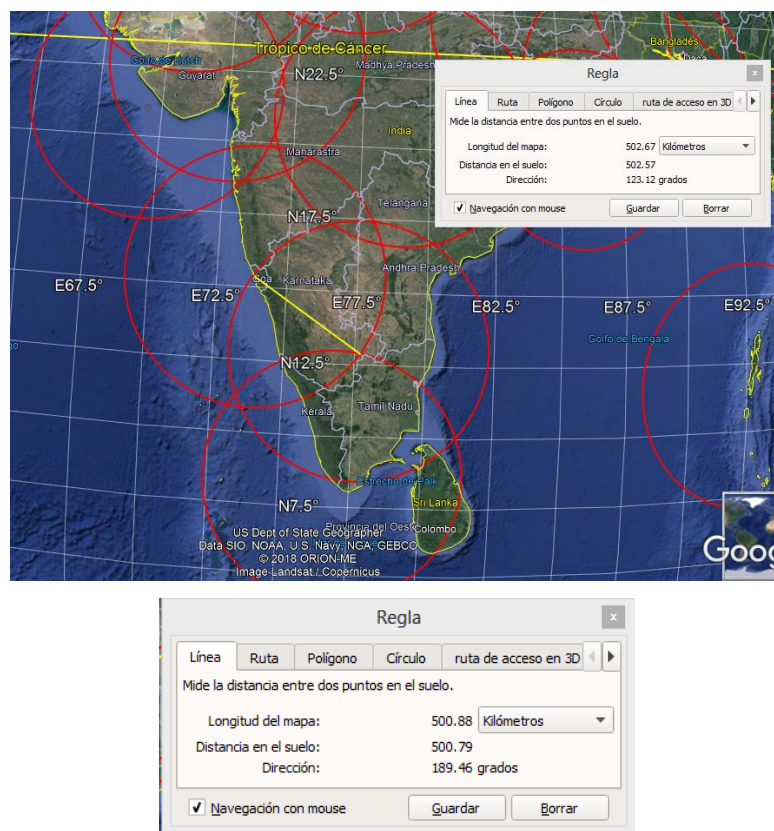 Trópico de Cáncer
Bangladés
Daca
Golfo de Kutch
Guyarat
N22.5°
Madhya Pradesh
India
Maharastra
Telangana
N17.5°
Andhra Pradesh
Goa
Karnataka
E67.5°
E72.5°
E77.5°
E82.5°
E87.5°
E92.5°
Golfo de Bengala
N12.5°
Kerala
Tamil Nadu
Estrecho de Palk
Sri Lanka
N7.5°
Provincia del Oeste
Colombo
US Dept of State Geographer
Data SIO, NOAA, U.S. Navy, NGA, GEBCO
© 2018 ORION-ME
Image Landsat / Copernicus
Goog
Regla
x
Línea Ruta Polígono Círculo ruta de acceso en 3D
Mide la distancia entre dos puntos en el suelo.
Longitud del mapa: 502.67 Kilómetros
Distancia en el suelo: 502.57
Dirección: 123.12 grados
Navegación con mouse Guardar Borrar
Regla
x
Línea Ruta Polígono Círculo ruta de acceso en 3D
Mide la distancia entre dos puntos en el suelo.
Longitud del mapa: 500.88 Kilómetros
Distancia en el suelo: 500.79
Dirección: 189.46 grados
Navegación con mouse Guardar Borrar